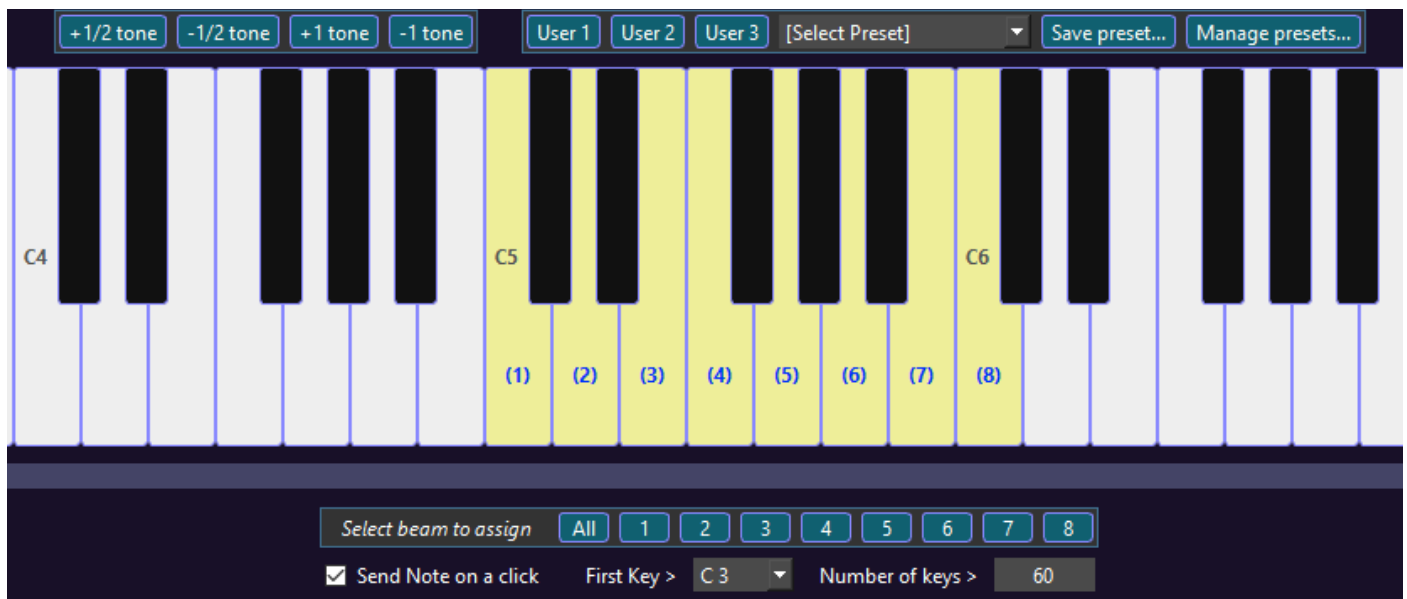 +1/2 tone -1/2 tone +1 tone -1 tone User 1 User 2 User 3 [Select Preset] Save preset... Manage presets...
C4 C5 C6
(1) (2) (3) (4) (5) (6) (7) (8)
Select beam to assign All 1 2 3 4 5 6 7 8
Send Note on a click First Key > C 3 Number of keys > 60